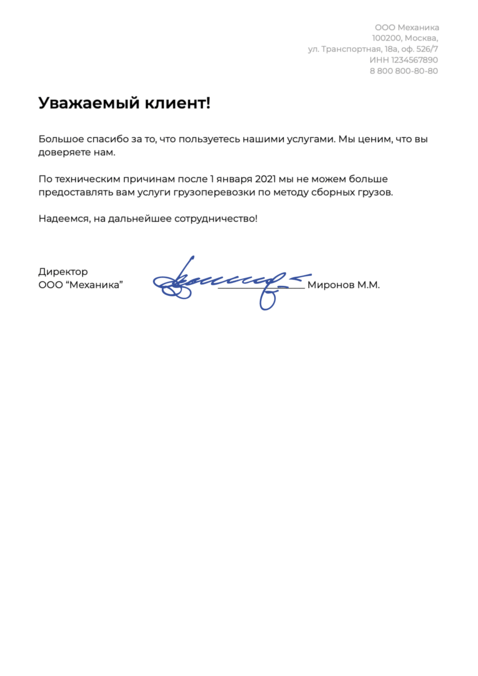 ООО Механика
100200, Москва,
ул. Транспортная, 18а, оф. 526/7
ИНН 1234567890
8 800 800-80-80
Уважаемый клиент!
Большое спасибо за то, что пользуетесь нашими услугами. Мы ценим, что вы
доверяете нам.
По техническим причинам после 1 января 2021 мы не можем больше
предоставлять вам услуги грузоперевозки по методу сборных грузов.
Надеемся, на дальнейшее сотрудничество!
Директор
ООО “Механика” ________________ Миронов М.М.